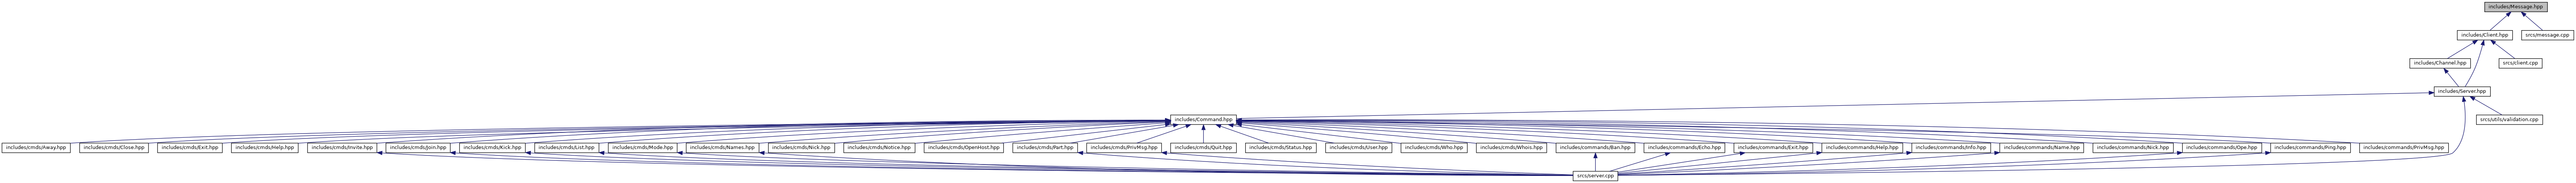 includes/Message.hpp
includes/Client.hpp
srcs/message.cpp
includes/Channel.hpp
srcs/client.cpp
includes/Server.hpp
includes/Command.hpp
srcs/utils/validation.cpp
includes/cmds/Away.hpp
includes/cmds/Close.hpp
includes/cmds/Exit.hpp
includes/cmds/Help.hpp
includes/cmds/Invite.hpp
includes/cmds/Join.hpp
includes/cmds/Kick.hpp
includes/cmds/List.hpp
includes/cmds/Mode.hpp
includes/cmds/Names.hpp
includes/cmds/Nick.hpp
includes/cmds/Notice.hpp
includes/cmds/OpenHost.hpp
includes/cmds/Part.hpp
includes/cmds/PrivMsg.hpp
includes/cmds/Quit.hpp
includes/cmds/Status.hpp
includes/cmds/User.hpp
includes/cmds/Who.hpp
includes/cmds/Whois.hpp
includes/commands/Ban.hpp
includes/commands/Echo.hpp
includes/commands/Exit.hpp
includes/commands/Help.hpp
includes/commands/Info.hpp
includes/commands/Name.hpp
includes/commands/Nick.hpp
includes/commands/Ope.hpp
includes/commands/Ping.hpp
includes/commands/PrivMsg.hpp
srcs/server.cpp